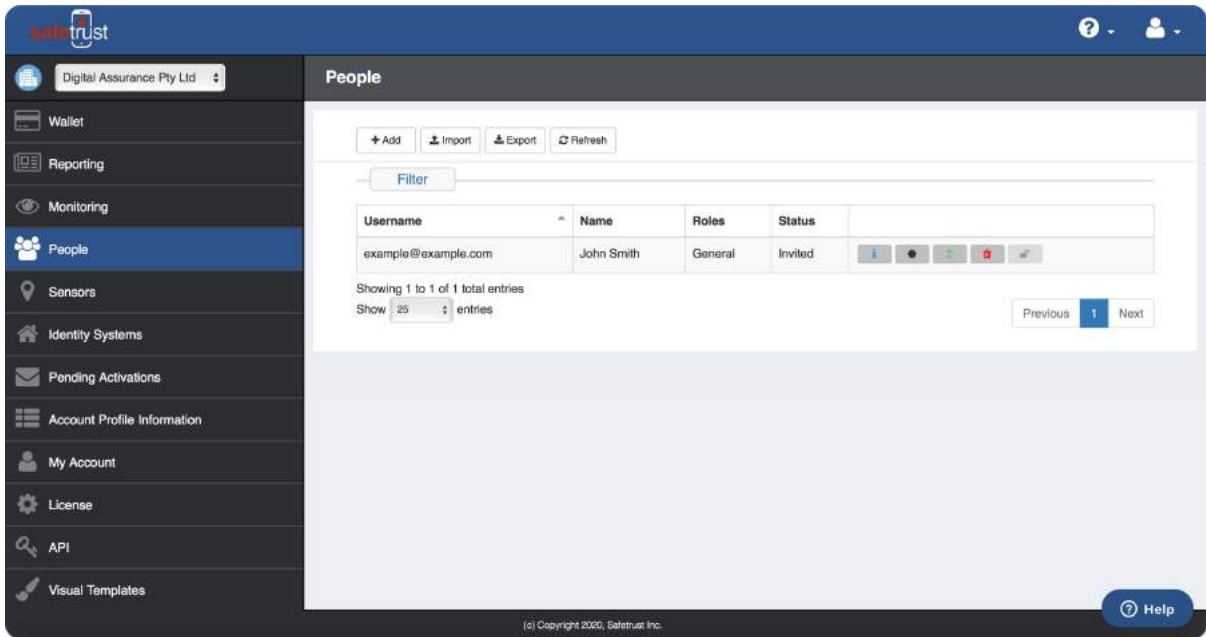 safetrust
Digital Assurance Pty Ltd
People
Wallet
Reporting
Monitoring
People
Sensors
Identity Systems
Pending Activations
Account Profile Information
My Account
License
API
Visual Templates
+ Add Import Export Refresh
Filter
Username Name Roles Status
example@example.com John Smith General Invited
Showing 1 to 1 of 1 total entries
Show 25 entries
Previous 1 Next
Help
(c) Copyright 2020, Safetrust Inc.